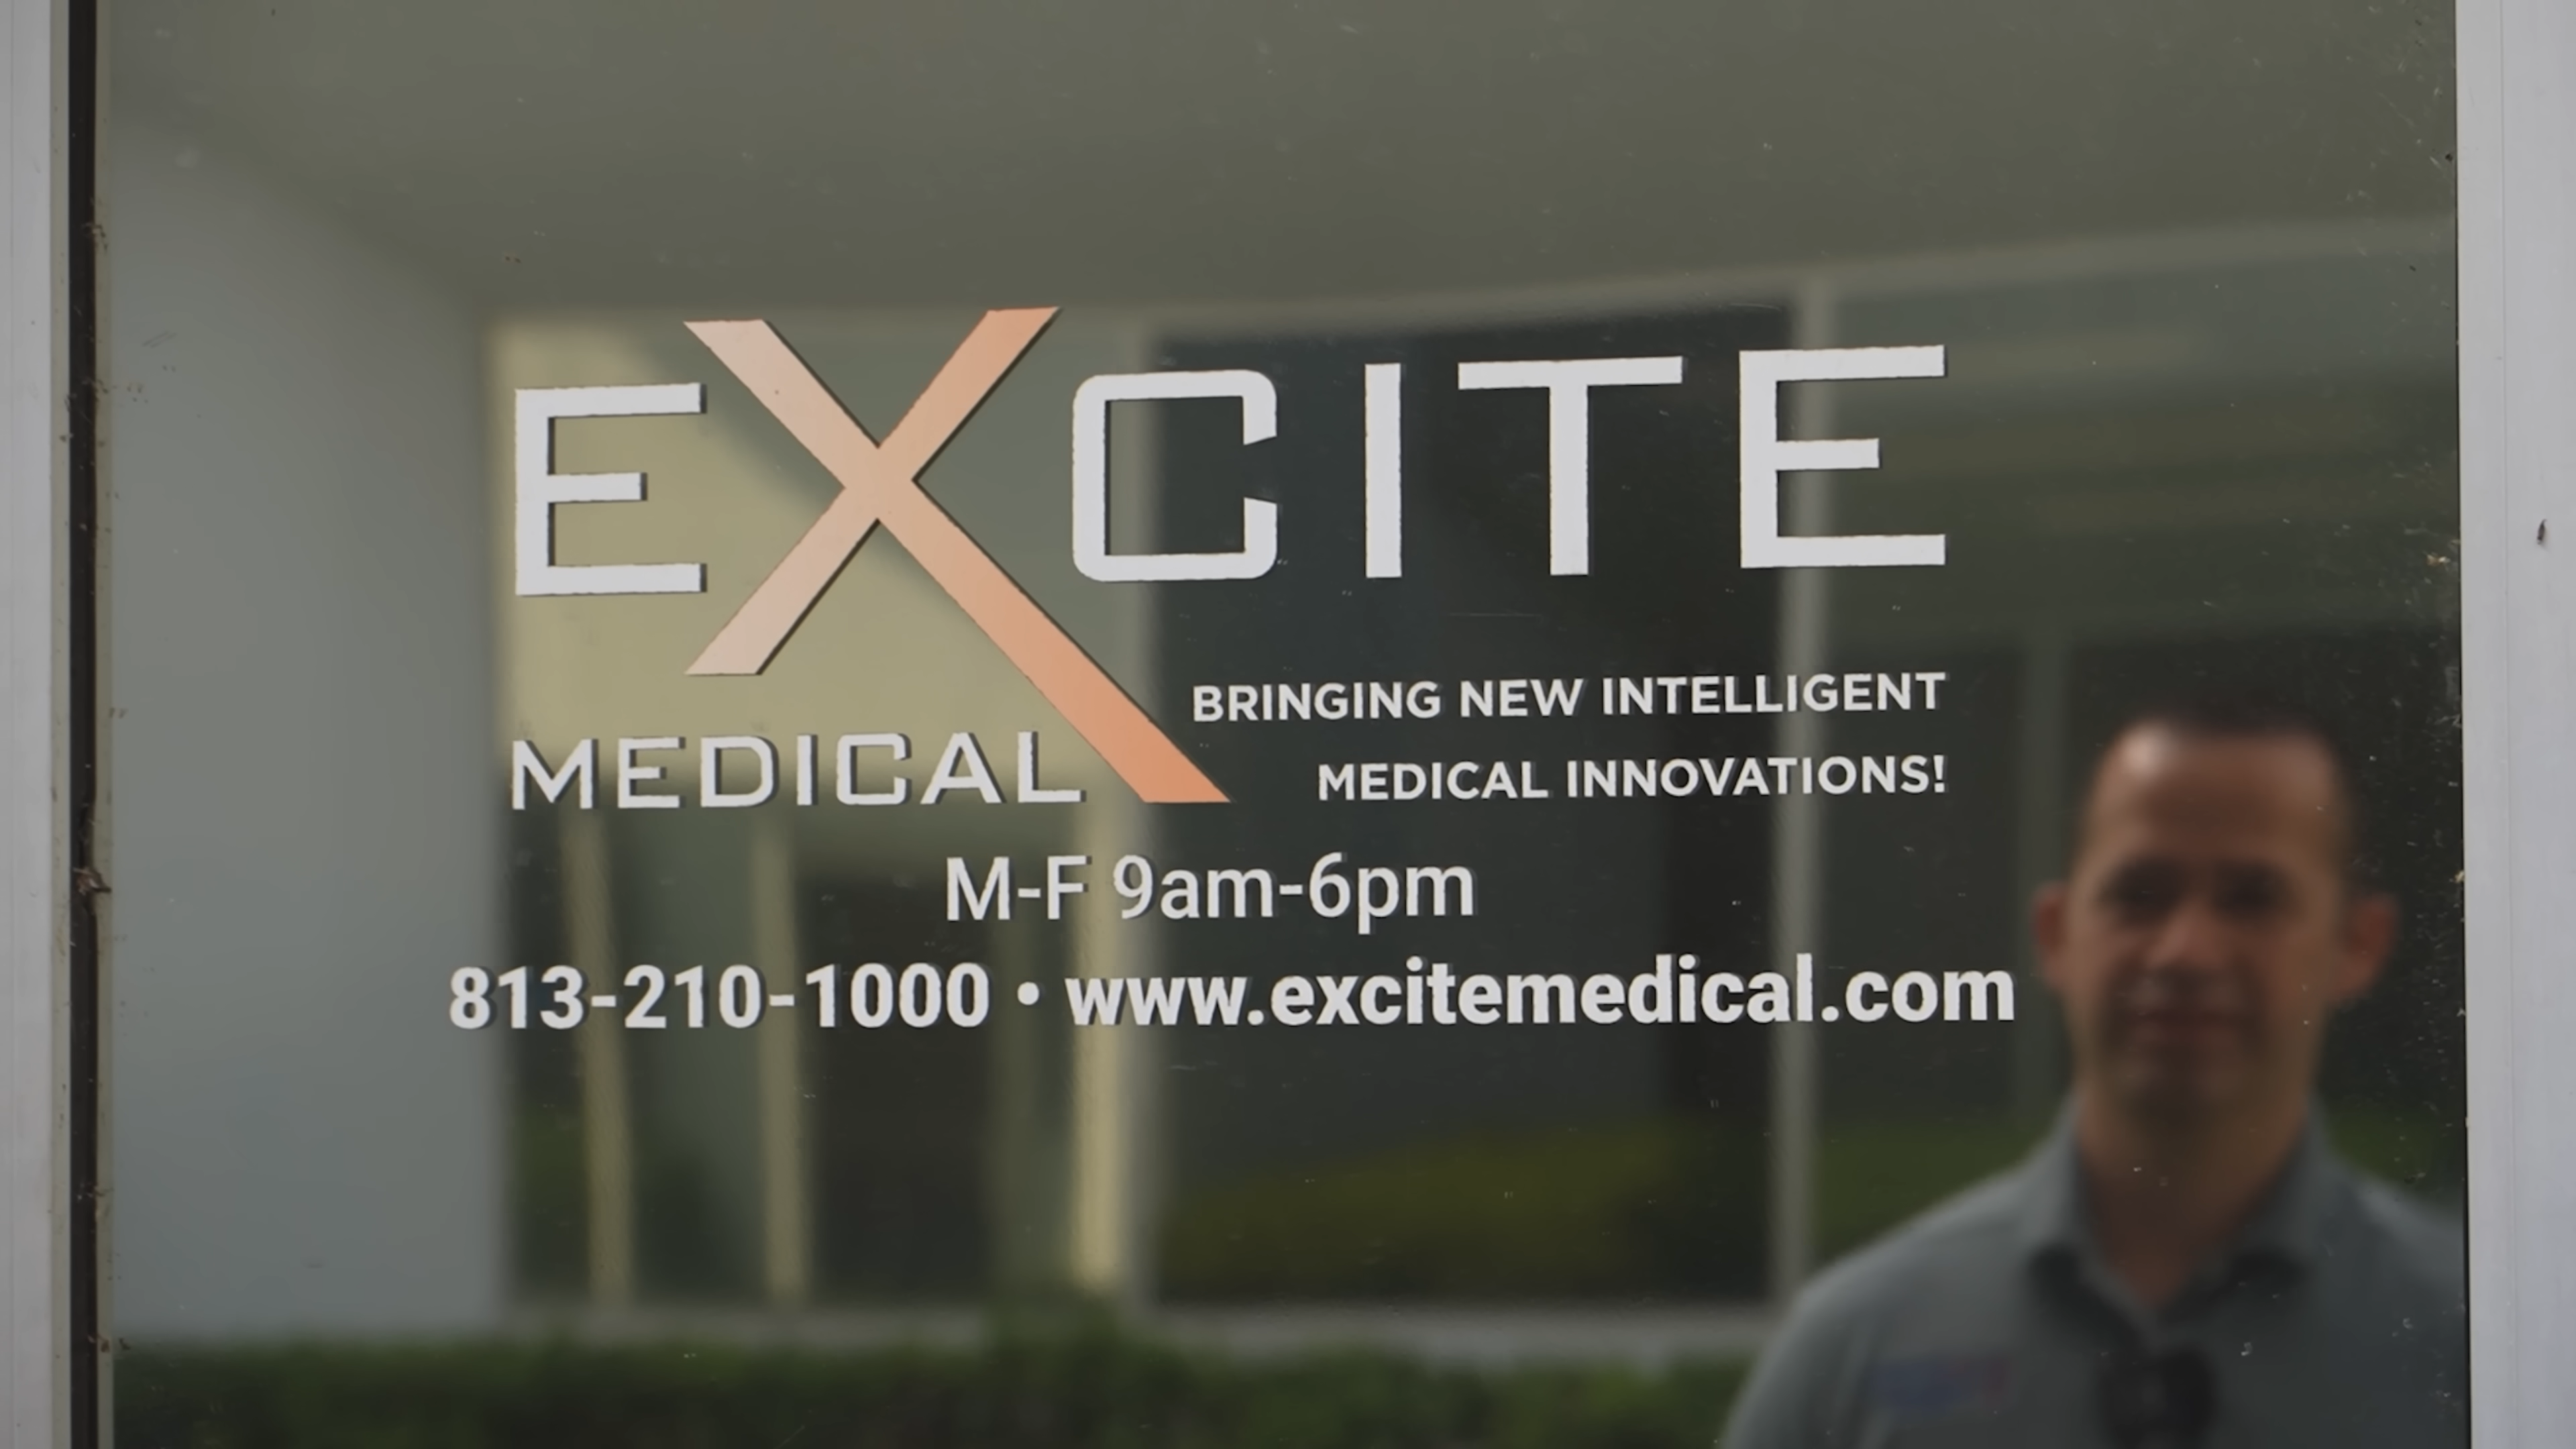 EXCITE
MEDICAL
BRINGING NEW INTELLIGENT
MEDICAL INNOVATIONS!
M-F 9am-6pm
813-210-1000 • www.excitemedical.com